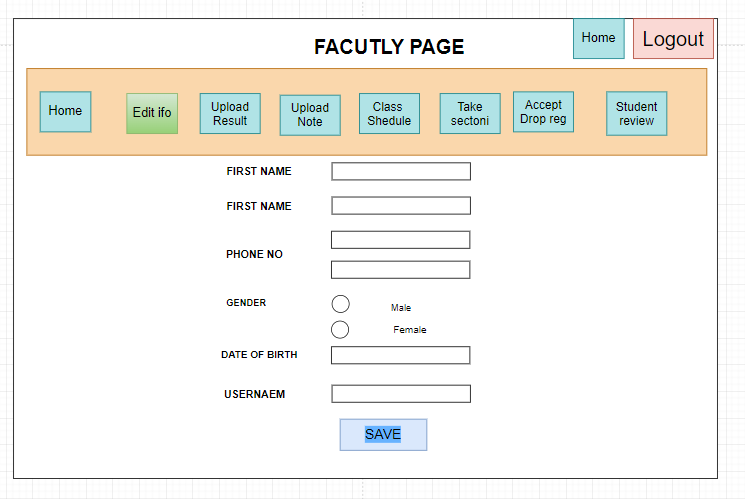 FACUTLY PAGE
Home
Logout
Home
Edit ifo
Upload
Result
Upload
Note
Class
Shedule
Take
sectoni
Accept
Drop reg
Student
review
FIRST NAME
FIRST NAME
PHONE NO
GENDER
Male
Female
DATE OF BIRTH
USERNAEM
SAVE